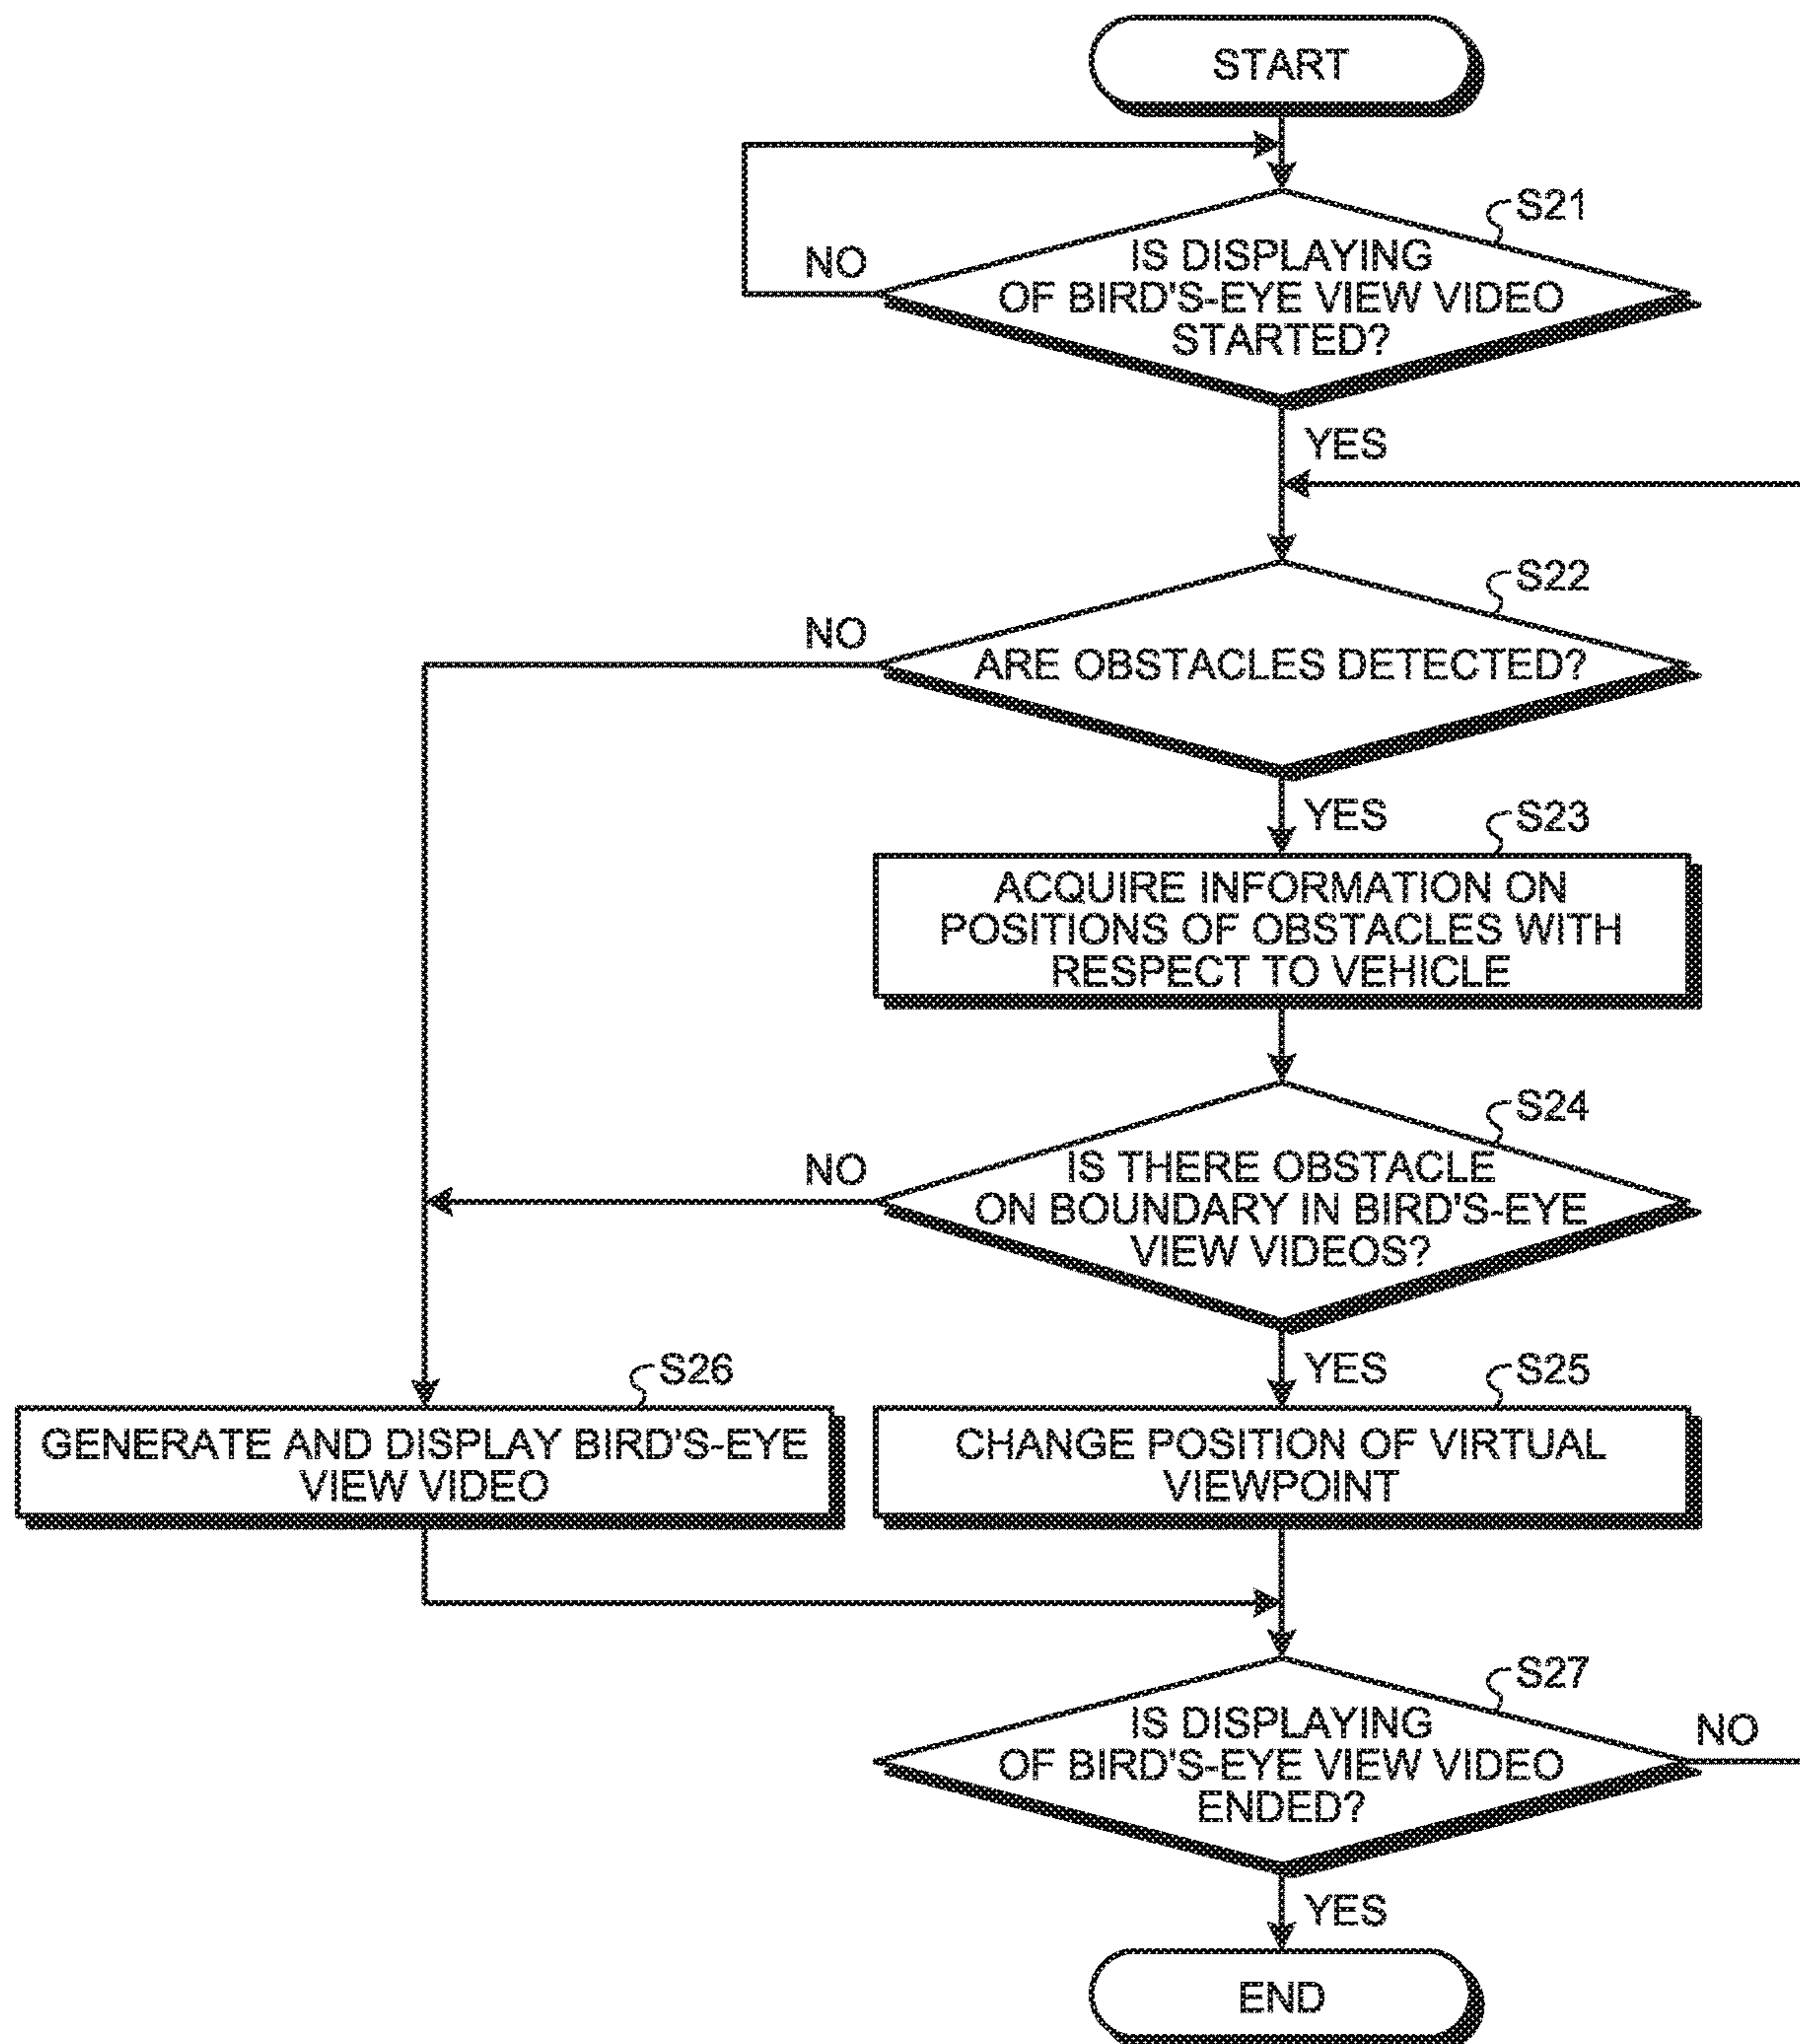 START
S21
NO
IS DISPLAYING
OF BIRD'S-EYE VIEW VIDEO
STARTED?
YES
S22
NO
ARE OBSTACLES DETECTED?
YES
S23
ACQUIRE INFORMATION ON
POSITIONS OF OBSTACLES WITH
RESPECT TO VEHICLE
S24
NO
IS THERE OBSTACLE
ON BOUNDARY IN BIRD'S-EYE
VIEW VIDEOS?
YES
S26
S25
GENERATE AND DISPLAY BIRD'S-EYE
VIEW VIDEO
CHANGE POSITION OF VIRTUAL
VIEWPOINT
S27
IS DISPLAYING
OF BIRD'S-EYE VIEW VIDEO
ENDED?
NO
YES
END